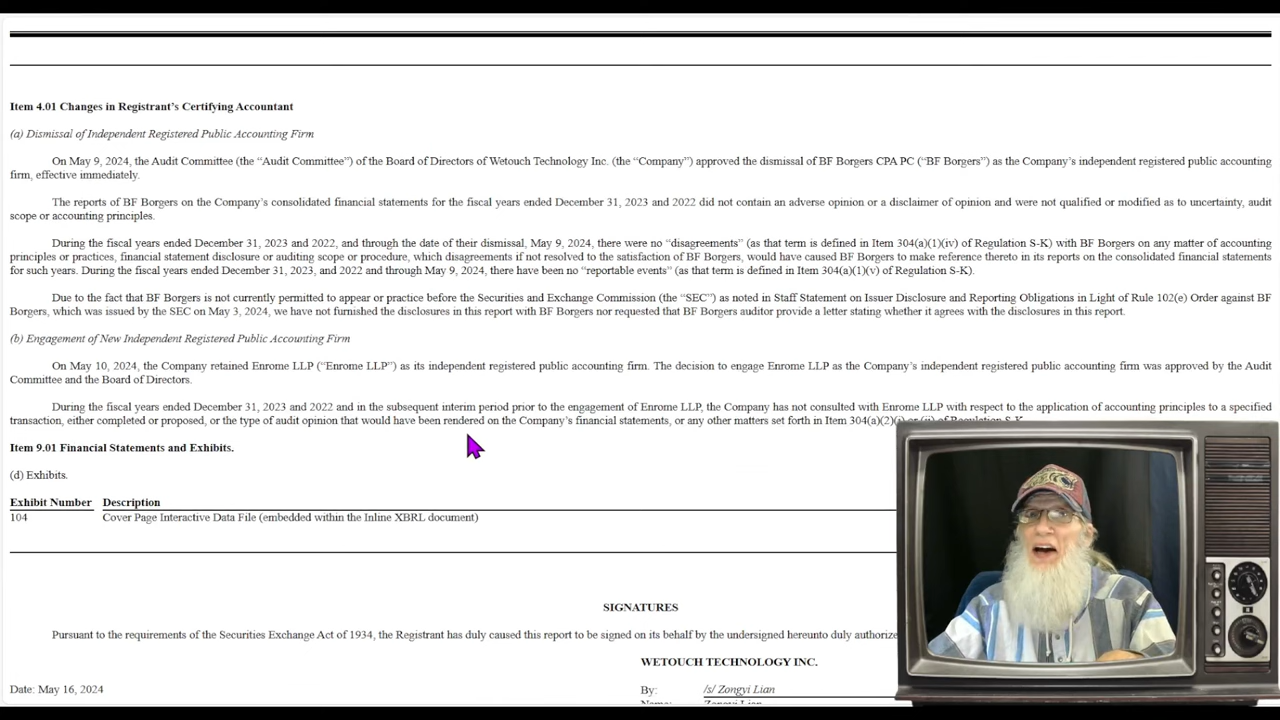 Item 4.01 Changes in Registrant's Certifying Accountant
(a) Dismissal of Independent Registered Public Accounting Firm
On May 9, 2024, the Audit Committee (the “Audit Committee”) of the Board of Directors of Wetouch Technology Inc. (the “Company”) approved the dismissal of BF Borgers CPA PC (“BF Borgers”) as the Company's independent registered public accounting
firm, effective immediately.
The reports of BF Borgers on the Company's consolidated financial statements for the fiscal years ended December 31, 2023 and 2022 did not contain an adverse opinion or a disclaimer of opinion and were not qualified or modified as to uncertainty, audit
scope or accounting principles.
During the fiscal years ended December 31, 2023 and 2022, and through the date of their dismissal, May 9, 2024, there were no “disagreements” (as that term is defined in Item 304(a)(1)(iv) of Regulation S-K) with BF Borgers on any matter of accounting
principles or practices, financial statement disclosure or auditing scope or procedure, which disagreements if not resolved to the satisfaction of BF Borgers, would have caused BF Borgers to make reference thereto in its reports on the consolidated financial statements
for such years. During the fiscal years ended December 31, 2023, and 2022 and through May 9, 2024, there have been no “reportable events” (as that term is defined in Item 304(a)(1)(v) of Regulation S-K).
Due to the fact that BF Borgers is not currently permitted to appear or practice before the Securities and Exchange Commission (the “SEC”) as noted in Staff Statement on Issuer Disclosure and Reporting Obligations in Light of Rule 102(e) Order against BF
Borgers, which was issued by the SEC on May 3, 2024, we have not furnished the disclosures in this report with BF Borgers nor requested that BF Borgers auditor provide a letter stating whether it agrees with the disclosures in this report.
(b) Engagement of New Independent Registered Public Accounting Firm
On May 10, 2024, the Company retained Enrome LLP (“Enrome LLP”) as its independent registered public accounting firm. The decision to engage Enrome LLP as the Company's independent registered public accounting firm was approved by the Audit
Committee and the Board of Directors.
During the fiscal years ended December 31, 2023 and 2022 and in the subsequent interim period prior to the engagement of Enrome LLP, the Company has not consulted with Enrome LLP with respect to the application of accounting principles to a specified
transaction, either completed or proposed, or the type of audit opinion that would have been rendered on the Company's financial statements, or any other matters set forth in Item 304(a)(2)(i) or (ii) of Regulation S-K.
Item 9.01 Financial Statements and Exhibits.
(d) Exhibits.
Exhibit Number Description
104 Cover Page Interactive Data File (embedded within the Inline XBRL document)
SIGNATURES
Pursuant to the requirements of the Securities Exchange Act of 1934, the Registrant has duly caused this report to be signed on its behalf by the undersigned hereunto duly
WETOUCH TECHNOLOGY INC.
Date: May 16, 2024 By: /s/ Zongyi Lian